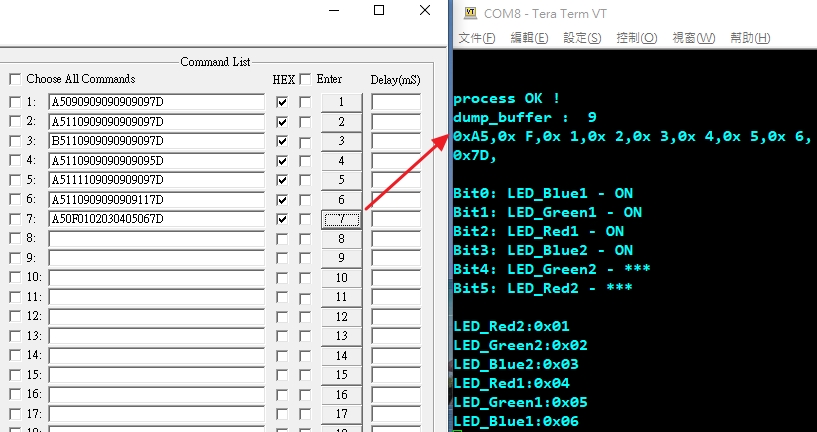 Command List
Choose All Commands HEX Enter Delay(mS)
1: A5090909090909097D 1
2: A5110909090909097D 2
3: B5110909090909097D 3
4: A5110909090909095D 4
5: A5111109090909097D 5
6: A5110909090909117D 6
7: A50F0102030405067D 7
8: 8
9: 9
10: 10
11: 11
12: 12
13: 13
14: 14
15: 15
16: 16
17: 17
COM8 - Tera Term VT
文件(F) 編輯(E) 設定(S) 控制(O) 視窗(W) 幫助(H)
process OK !
dump_buffer :  9
0xA5,0x F,0x 1,0x 2,0x 3,0x 4,0x 5,0x 6,
0x7D,
Bit0: LED_Blue1 - ON
Bit1: LED_Green1 - ON
Bit2: LED_Red1 - ON
Bit3: LED_Blue2 - ON
Bit4: LED_Green2 - ***
Bit5: LED_Red2 - ***
LED_Red2:0x01
LED_Green2:0x02
LED_Blue2:0x03
LED_Red1:0x04
LED_Green1:0x05
LED_Blue1:0x06